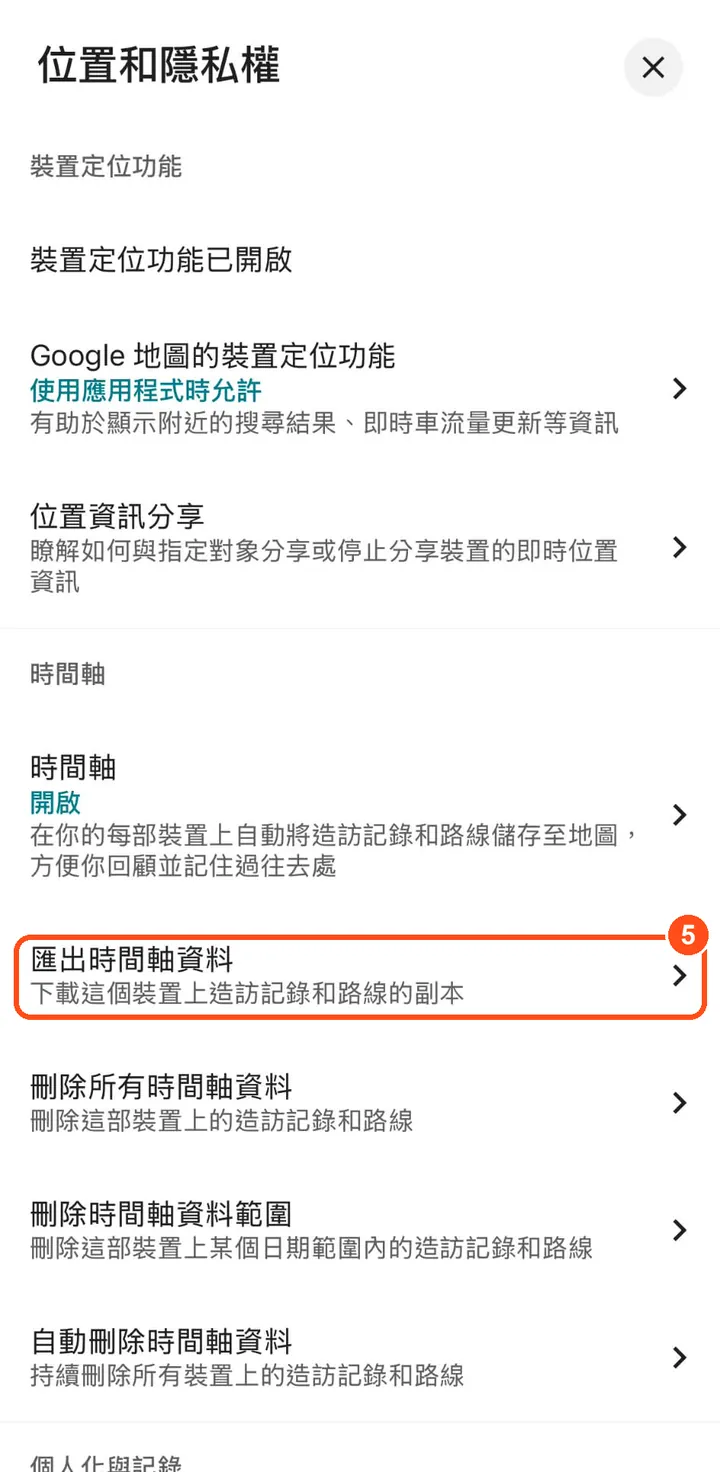 位置和隱私權
裝置定位功能
裝置定位功能已開啟
Google 地圖的裝置定位功能
使用應用程式時允許
有助於顯示附近的搜尋結果、即時車流量更新等資訊
位置資訊分享
瞭解如何與指定對象分享或停止分享裝置的即時位置
資訊
時間軸
時間軸
開啟
在你的每部裝置上自動將造訪記錄和路線儲存至地圖，
方便你回顧並記住過往去處
5
匯出時間軸資料
下載這個裝置上造訪記錄和路線的副本
刪除所有時間軸資料
刪除這部裝置上的造訪記錄和路線
刪除時間軸資料範圍
刪除這部裝置上某個日期範圍內的造訪記錄和路線
自動刪除時間軸資料
持續刪除所有裝置上的造訪記錄和路線
個人化與記錄